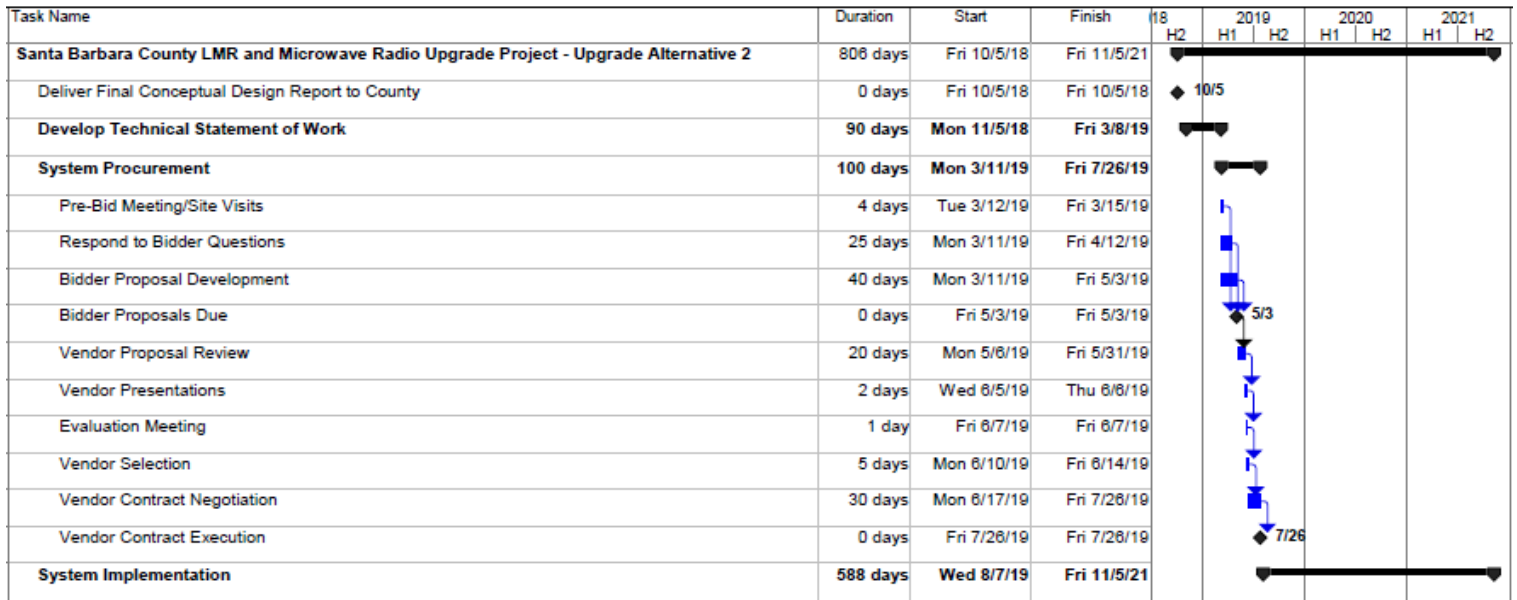 Task Name Duration Start Finish 18 2019 2020 2021
H2 H1 H2 H1 H2 H1 H2
Santa Barbara County LMR and Microwave Radio Upgrade Project - Upgrade Alternative 2 806 days Fri 10/5/18 Fri 11/5/21
Deliver Final Conceptual Design Report to County 0 days Fri 10/5/18 Fri 10/5/18 10/5
Develop Technical Statement of Work 90 days Mon 11/5/18 Fri 3/8/19
System Procurement 100 days Mon 3/11/19 Fri 7/26/19
Pre-Bid Meeting/Site Visits 4 days Tue 3/12/19 Fri 3/15/19
Respond to Bidder Questions 25 days Mon 3/11/19 Fri 4/12/19
Bidder Proposal Development 40 days Mon 3/11/19 Fri 5/3/19
Bidder Proposals Due 0 days Fri 5/3/19 Fri 5/3/19 5/3
Vendor Proposal Review 20 days Mon 5/6/19 Fri 5/31/19
Vendor Presentations 2 days Wed 6/5/19 Thu 6/6/19
Evaluation Meeting 1 day Fri 6/7/19 Fri 6/7/19
Vendor Selection 5 days Mon 6/10/19 Fri 6/14/19
Vendor Contract Negotiation 30 days Mon 6/17/19 Fri 7/26/19
Vendor Contract Execution 0 days Fri 7/26/19 Fri 7/26/19 7/26
System Implementation 588 days Wed 8/7/19 Fri 11/5/21